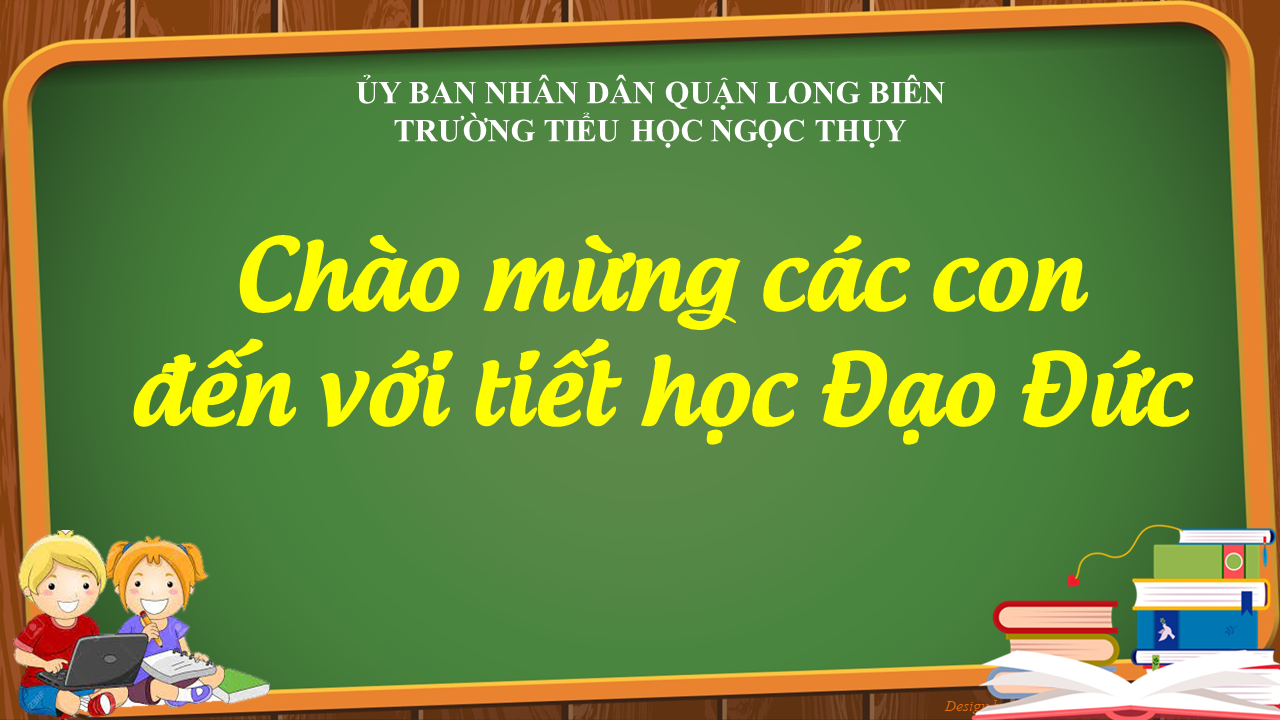 ỦY BAN NHÂN DÂN QUẬN LONG BIÊN
TRƯỜNG TIỂU HỌC NGỌC THỤY
Chào mừng các con
đến với tiết học Đạo Đức
Design